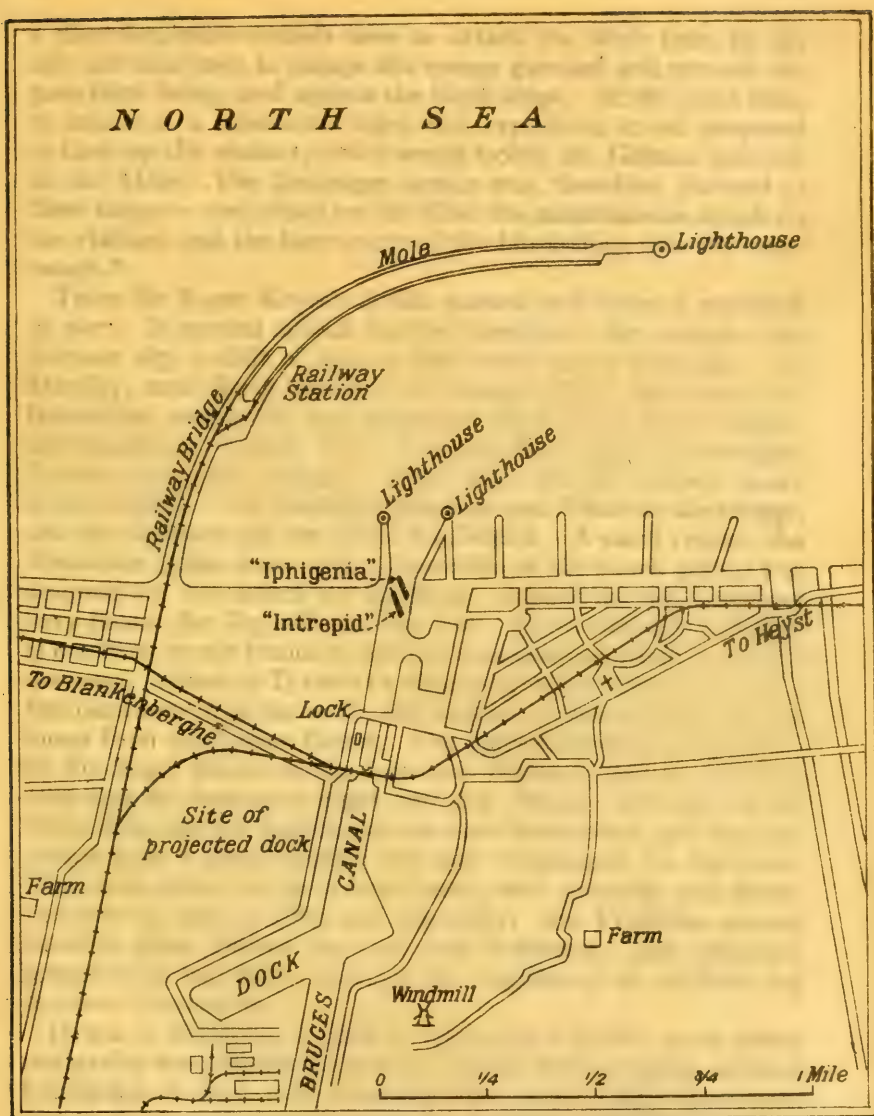 NORTH SEA
Lighthouse
Mole
Railway
Station
Railway Bridge
Lighthouse
Lighthouse
"Iphigenia"
"Intrepid"
To Heyst
To Blankenberghe
Lock
Site of
projected dock
CANAL
Farm
DOCK
Farm
Windmill
BRUGES
0 1/4 1/2 3/4 1 Mile